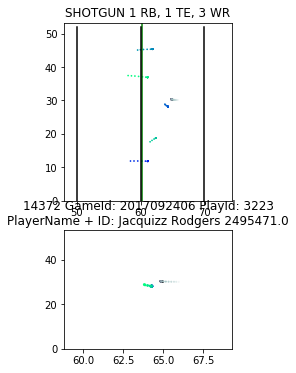 SHOTGUN 1 RB, 1 TE, 3 WR
50
40
30
20
10
0
50 60 70
14372 GameId: 2017092406 PlayId: 3223
PlayerName + ID: Jacquizz Rodgers 2495471.0
40
20
0
60.0 62.5 65.0 67.5